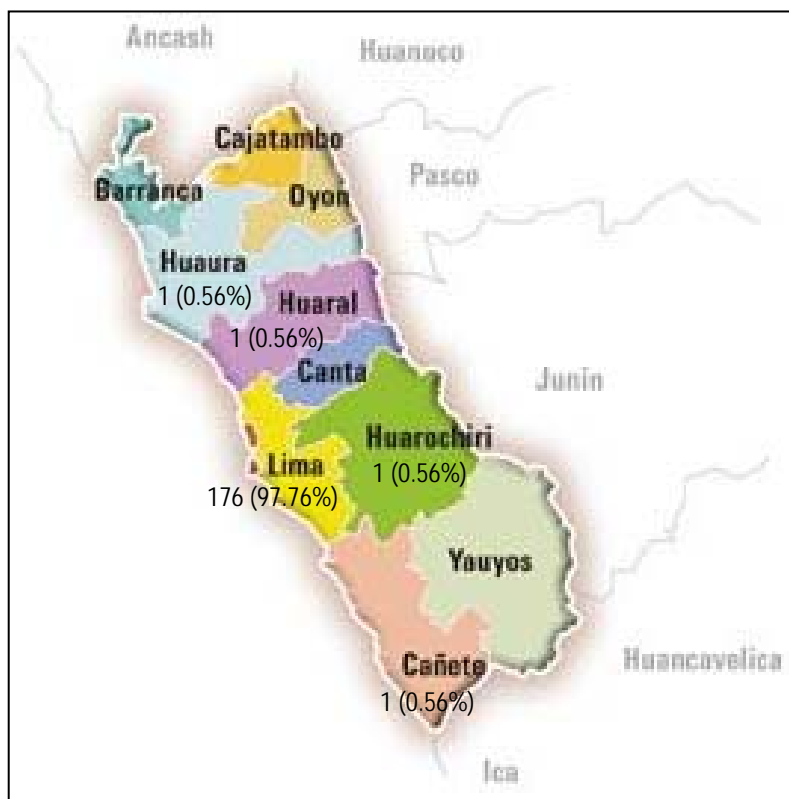 Ancash
Huanuco
Cajatambo
Pasco
Barranca
Oyon
Huaura
1 (0.56%)
Huaral
1 (0.56%)
Canta
Junin
Huarochiri
1 (0.56%)
Lima
176 (97.76%)
Yauyos
Huancavelica
Cañete
1 (0.56%)
Ica